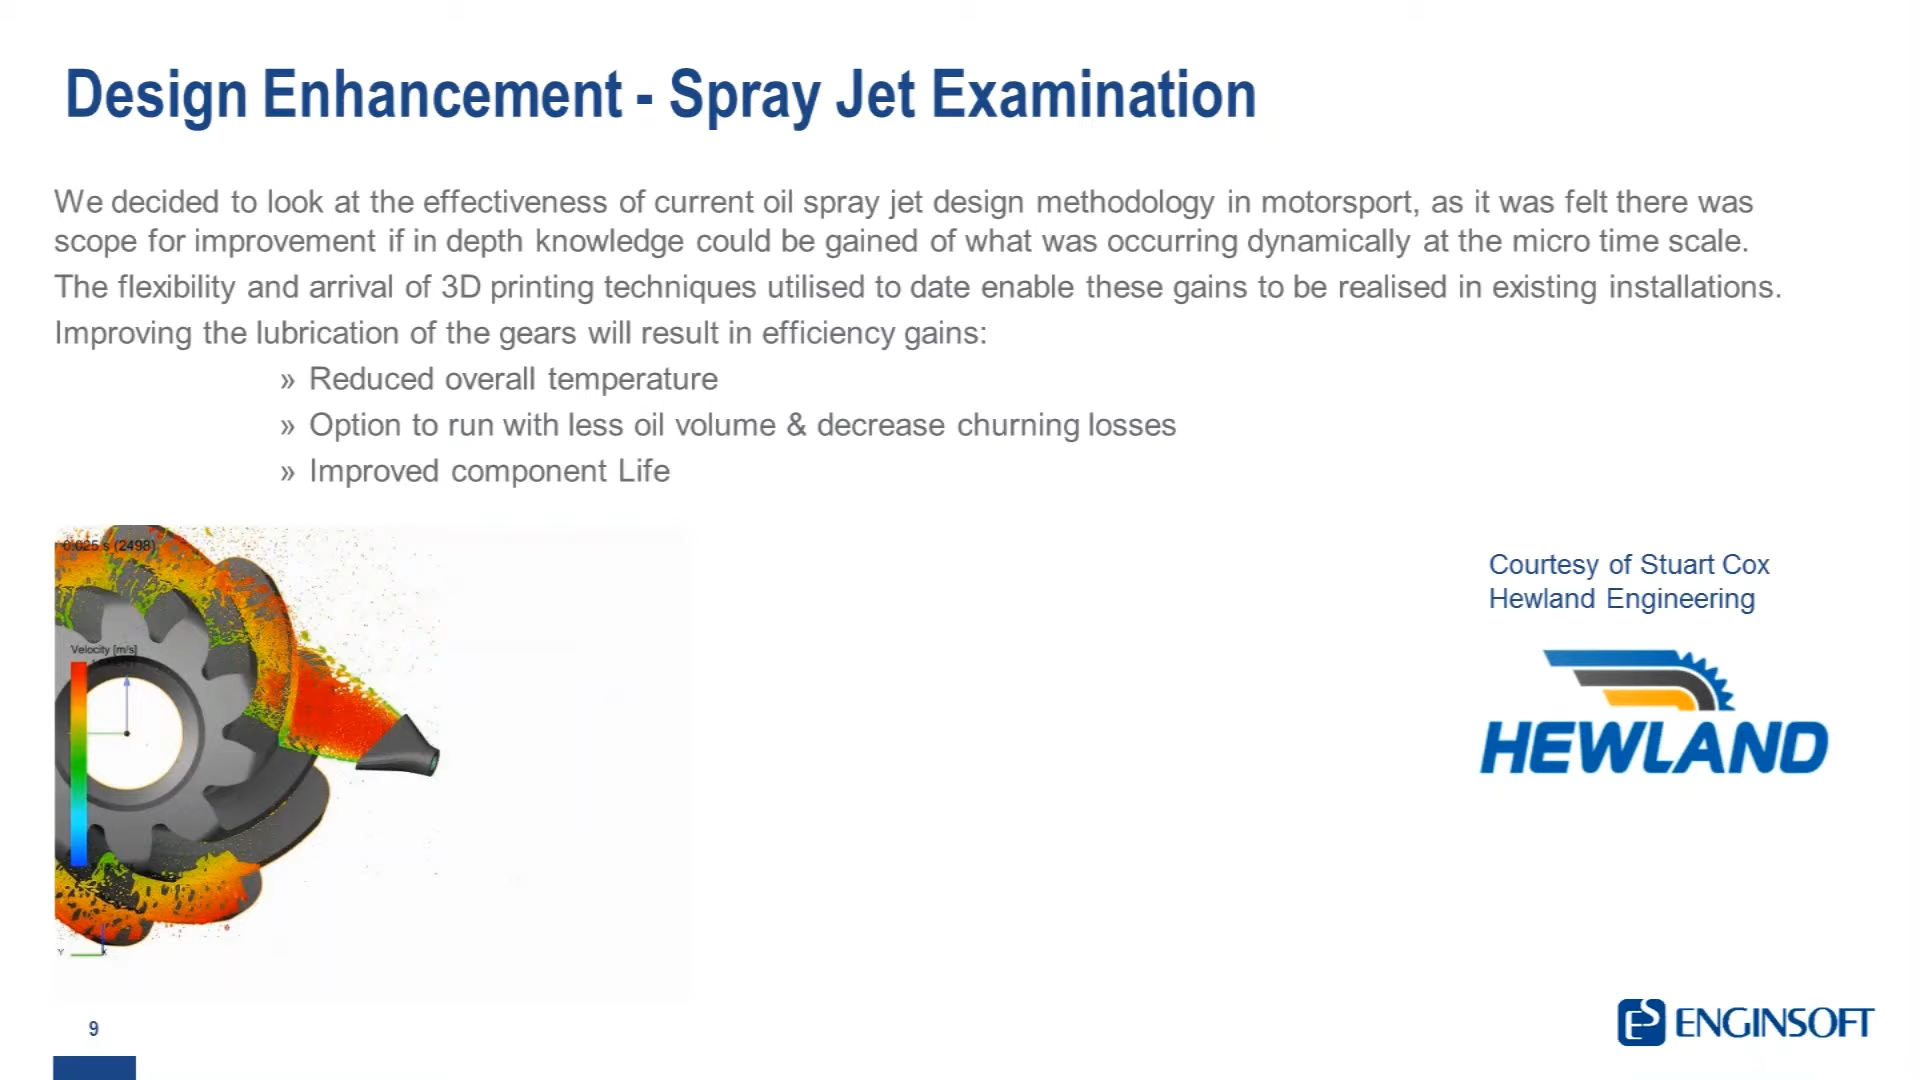 Design Enhancement - Spray Jet Examination
We decided to look at the effectiveness of current oil spray jet design methodology in motorsport, as it was felt there was
scope for improvement if in depth knowledge could be gained of what was occurring dynamically at the micro time scale.
The flexibility and arrival of 3D printing techniques utilised to date enable these gains to be realised in existing installations.
Improving the lubrication of the gears will result in efficiency gains:
» Reduced overall temperature
» Option to run with less oil volume & decrease churning losses
» Improved component Life
0.025 s (2498)
Velocity [m/s]
Y
Courtesy of Stuart Cox
Hewland Engineering
HEWLAND
9
ES ENGINSOFT